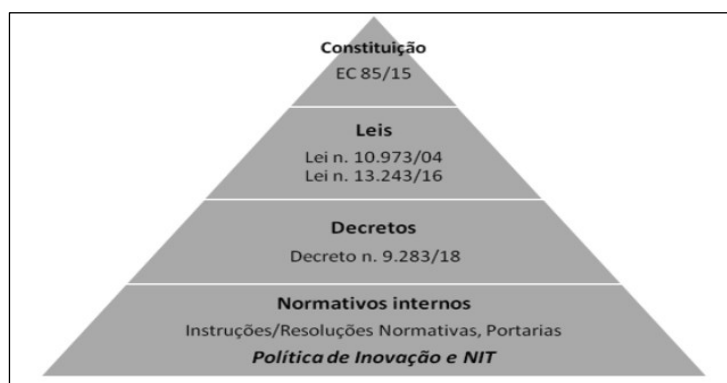 Constituição
EC 85/15
Leis
Lei n. 10.973/04
Lei n. 13.243/16
Decretos
Decreto n. 9.283/18
Normativos internos
Instruções/Resoluções Normativas, Portarias
Política de Inovação e NIT